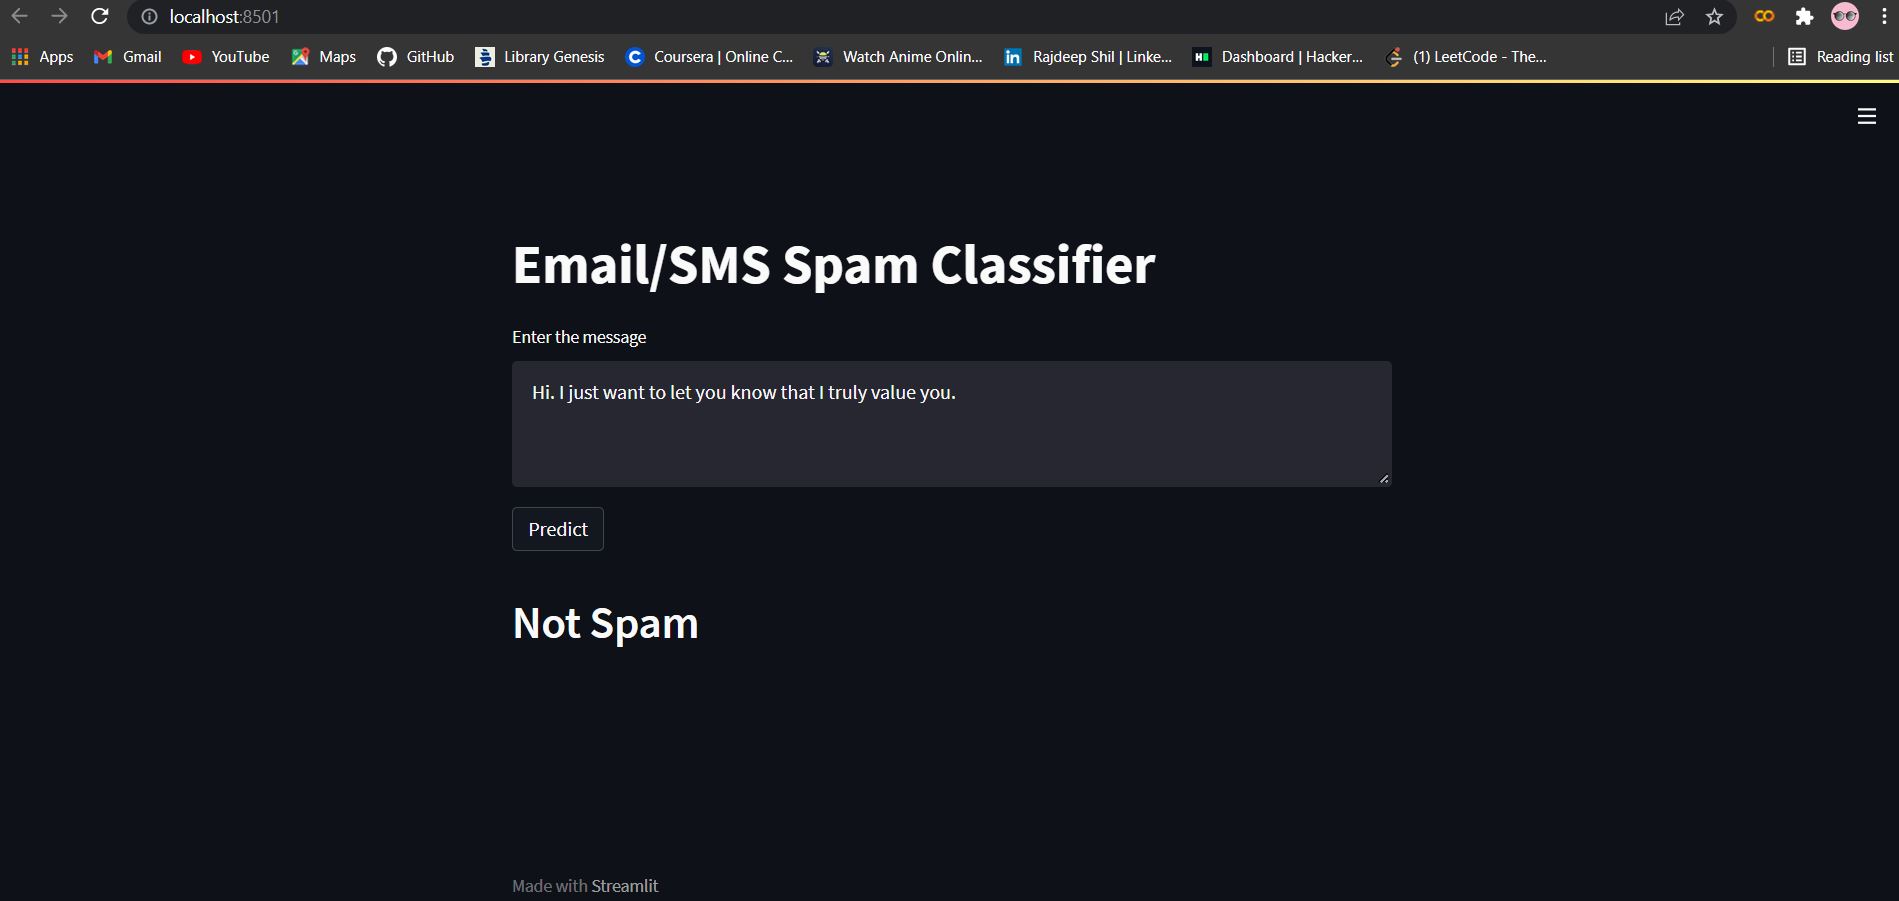 localhost:8501
Apps Gmail YouTube Maps GitHub Library Genesis Coursera | Online C... Watch Anime Onlin... Rajdeep Shil | Linke... Dashboard | Hacker... (1) LeetCode - The... Reading list
Email/SMS Spam Classifier
Enter the message
Hi. I just want to let you know that I truly value you.
Predict
Not Spam
Made with Streamlit